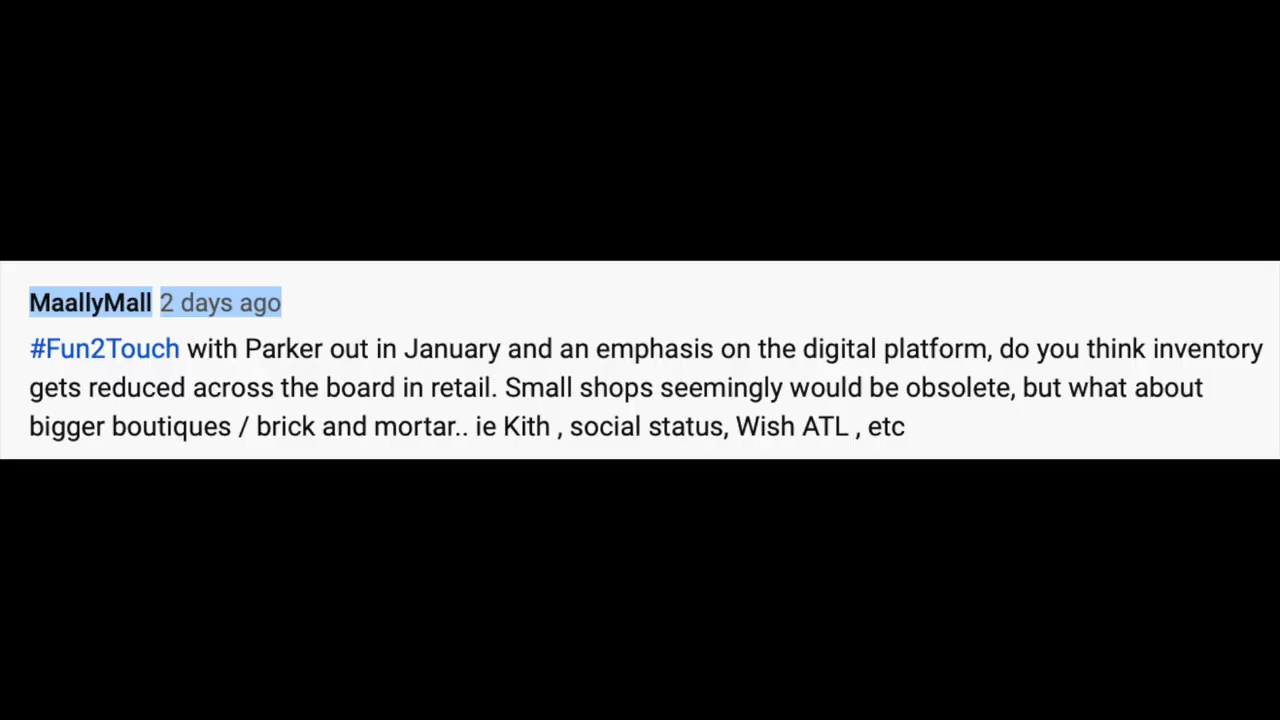 MaallyMall 2 days ago
#Fun2Touch with Parker out in January and an emphasis on the digital platform, do you think inventory
gets reduced across the board in retail. Small shops seemingly would be obsolete, but what about
bigger boutiques / brick and mortar.. ie Kith , social status, Wish ATL , etc